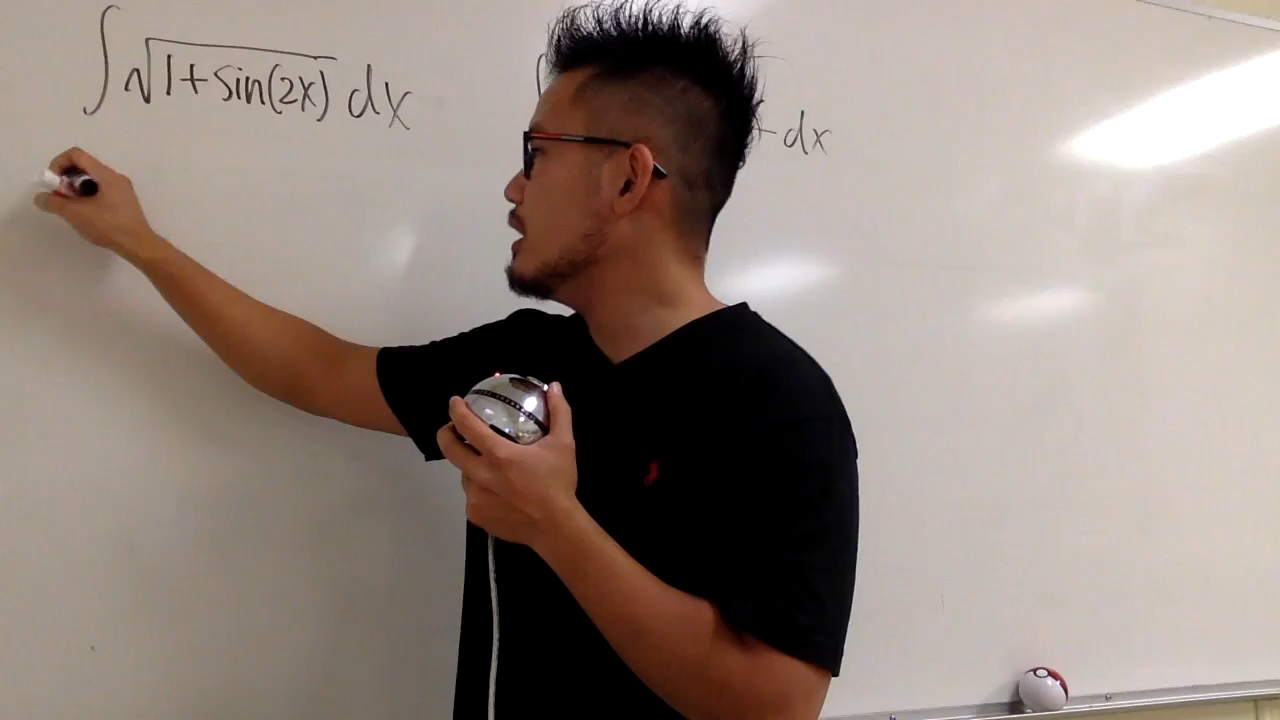 ∫ √(1+sin(2x)) dx
dx